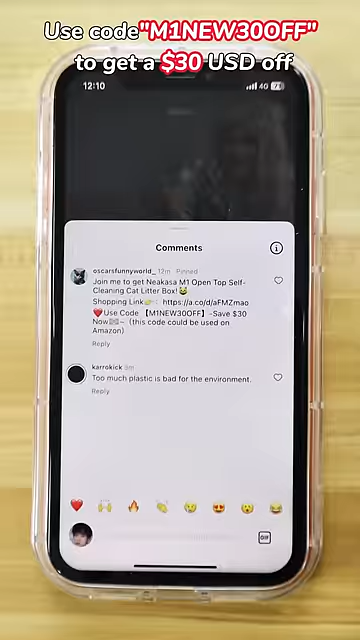 Use code"M1NEW30OFF"
to get a $30 USD off
12:10
4G
Comments
oscarsfunnyworld_ 12m Pinned
Join me to get Neakasa M1 Open Top Self-
Cleaning Cat Litter Box!😺
Shopping Link👉🏻: https://a.co/d/aFMZmao
❤️Use Code 【M1NEW30OFF】-Save $30
Now🎫~（this code could be used on
Amazon）
Reply
karrokick 8m
Too much plastic is bad for the environment.
Reply
GIF